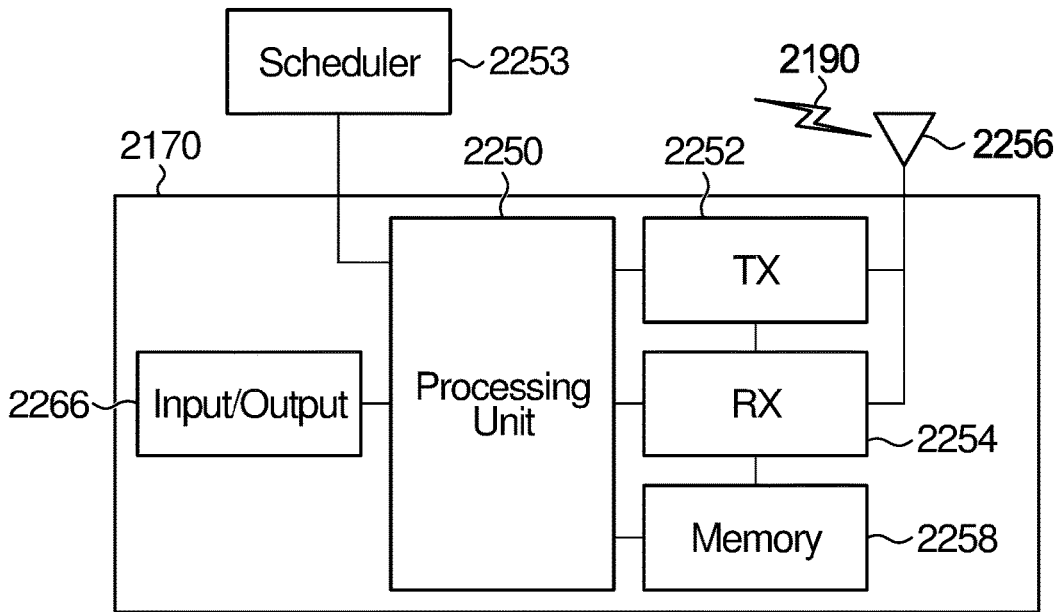 Scheduler
2253
2190
2170
2250
2252
2256
TX
2266
Input/Output
Processing
Unit
RX
2254
Memory
2258